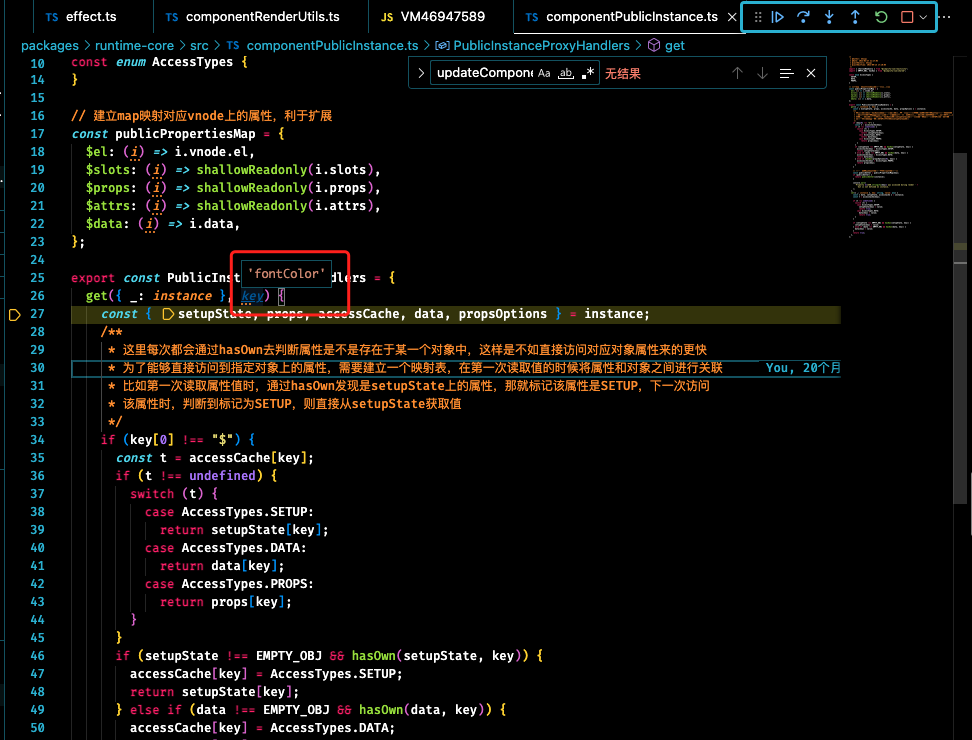 TS effect.ts TS componentRenderUtils.ts JS VM46947589 TS componentPublicInstance.ts
packages > runtime-core > src > TS componentPublicInstance.ts > PublicInstanceProxyHandlers > get
updateCompone Aa ab 无结果
10 const enum AccessTypes {
14 }
15
16 // 建立map映射对应vnode上的属性，利于扩展
17 const publicPropertiesMap = {
18 $el: (i) => i.vnode.el,
19 $slots: (i) => shallowReadonly(i.slots),
20 $props: (i) => shallowReadonly(i.props),
21 $attrs: (i) => shallowReadonly(i.attrs),
22 $data: (i) => i.data,
23 };
24
'fontColor'
25 export const PublicInst lers = {
26 get({ _: instance }, key) {
27 const { setupState, props, accessCache, data, propsOptions } = instance;
28 /**
29 * 这里每次都会通过hasOwn去判断属性是不是存在于某一个对象中，这样是不如直接访问对应对象属性来的更快
30 * 为了能够直接访问到指定对象上的属性，需要建立一个映射表，在第一次读取值的时候将属性和对象之间进行关联 You, 20个月
31 * 比如第一次读取属性值时，通过hasOwn发现是setupState上的属性，那就标记该属性是SETUP，下一次访问
32 * 该属性时，判断到标记为SETUP，则直接从setupState获取值
33 */
34 if (key[0] !== "$") {
35 const t = accessCache[key];
36 if (t !== undefined) {
37 switch (t) {
38 case AccessTypes.SETUP:
39 return setupState[key];
40 case AccessTypes.DATA:
41 return data[key];
42 case AccessTypes.PROPS:
43 return props[key];
44 }
45 }
46 if (setupState !== EMPTY_OBJ && hasOwn(setupState, key)) {
47 accessCache[key] = AccessTypes.SETUP;
48 return setupState[key];
49 } else if (data !== EMPTY_OBJ && hasOwn(data, key)) {
50 accessCache[key] = AccessTypes.DATA;